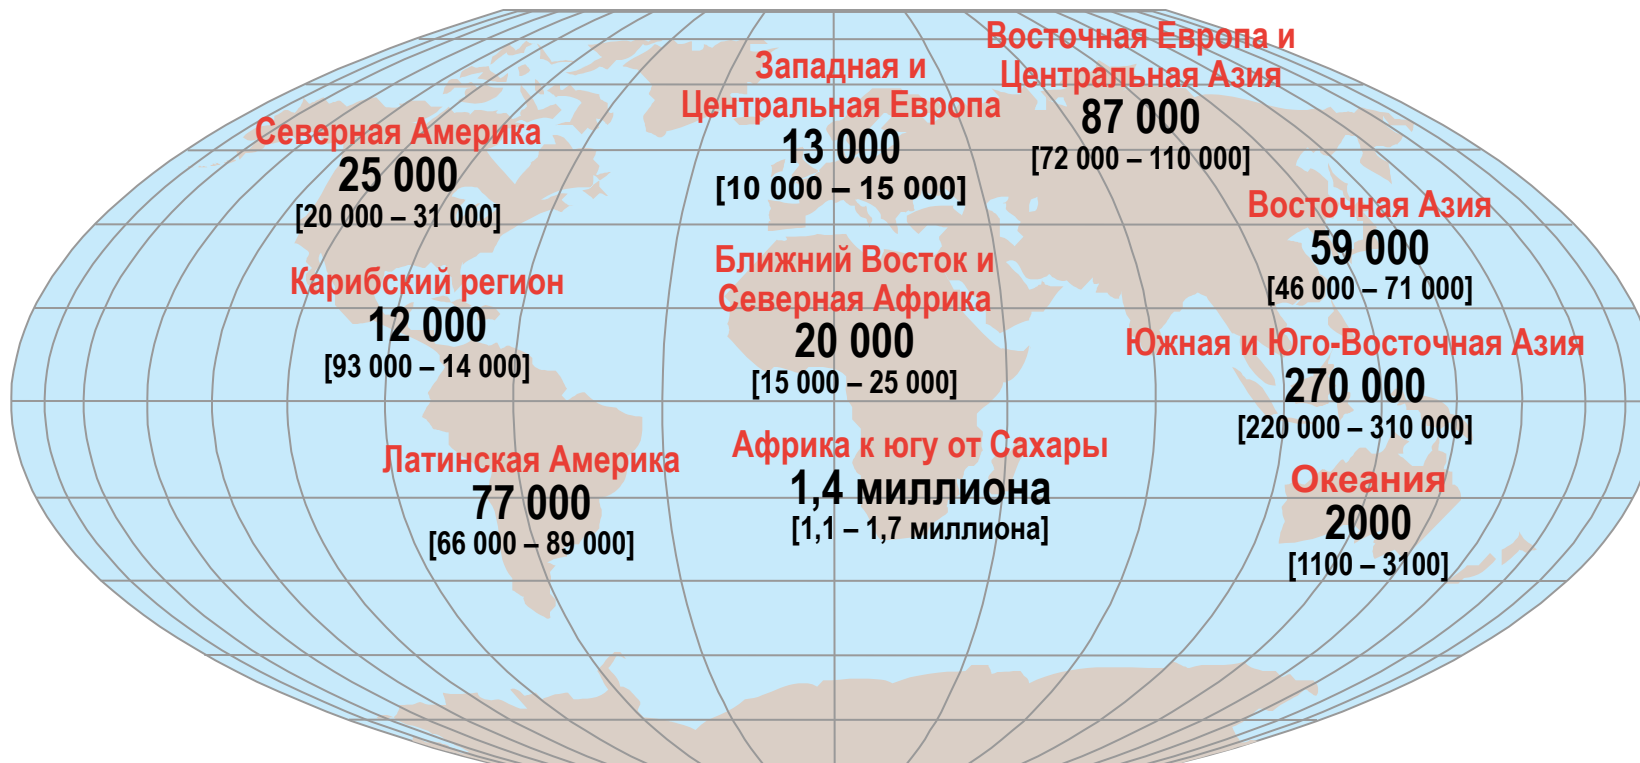 Восточная Европа и
Центральная Азия
87 000
[72 000 – 110 000]
Западная и
Центральная Европа
13 000
[10 000 – 15 000]
Северная Америка
25 000
[20 000 – 31 000]
Восточная Азия
59 000
[46 000 – 71 000]
Карибский регион
12 000
[93 000 – 14 000]
Ближний Восток и
Северная Африка
20 000
[15 000 – 25 000]
Южная и Юго-Восточная Азия
270 000
[220 000 – 310 000]
Латинская Америка
77 000
[66 000 – 89 000]
Африка к югу от Сахары
1,4 миллиона
[1,1 – 1,7 миллиона]
Океания
2000
[1100 – 3100]